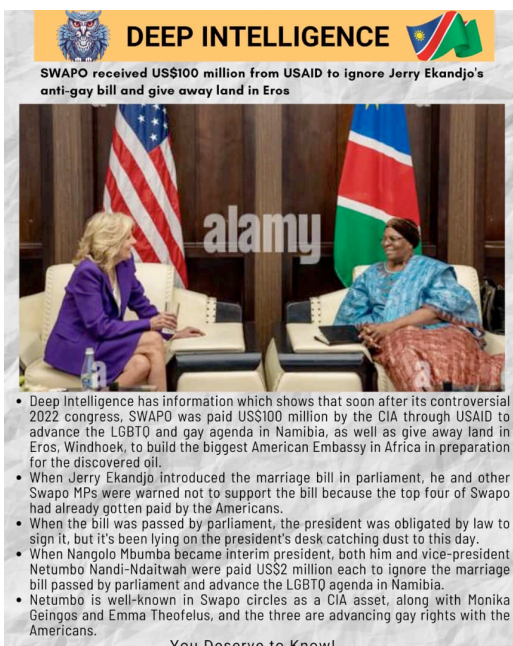 DEEP INTELLIGENCE
SWAPO received US$100 million from USAID to ignore Jerry Ekandjo's
anti-gay bill and give away land in Eros
alamy
a
a
• Deep Intelligence has information which shows that soon after its controversial
2022 congress, SWAPO was paid US$100 million by the CIA through USAID to
advance the LGBTQ and gay agenda in Namibia, as well as give away land in
Eros, Windhoek, to build the biggest American Embassy in Africa in preparation
for the discovered oil.
• When Jerry Ekandjo introduced the marriage bill in parliament, he and other
Swapo MPs were warned not to support the bill because the top four of Swapo
had already gotten paid by the Americans.
• When the bill was passed by parliament, the president was obligated by law to
sign it, but it's been lying on the president's desk catching dust to this day.
• When Nangolo Mbumba became interim president, both him and vice-president
Netumbo Nandi-Ndaitwah were paid US$2 million each to ignore the marriage
bill passed by parliament and advance the LGBTQ agenda in Namibia.
• Netumbo is well-known in Swapo circles as a CIA asset, along with Monika
Geingos and Emma Theofelus, and the three are advancing gay rights with the
Americans.
You Deserve to Know!